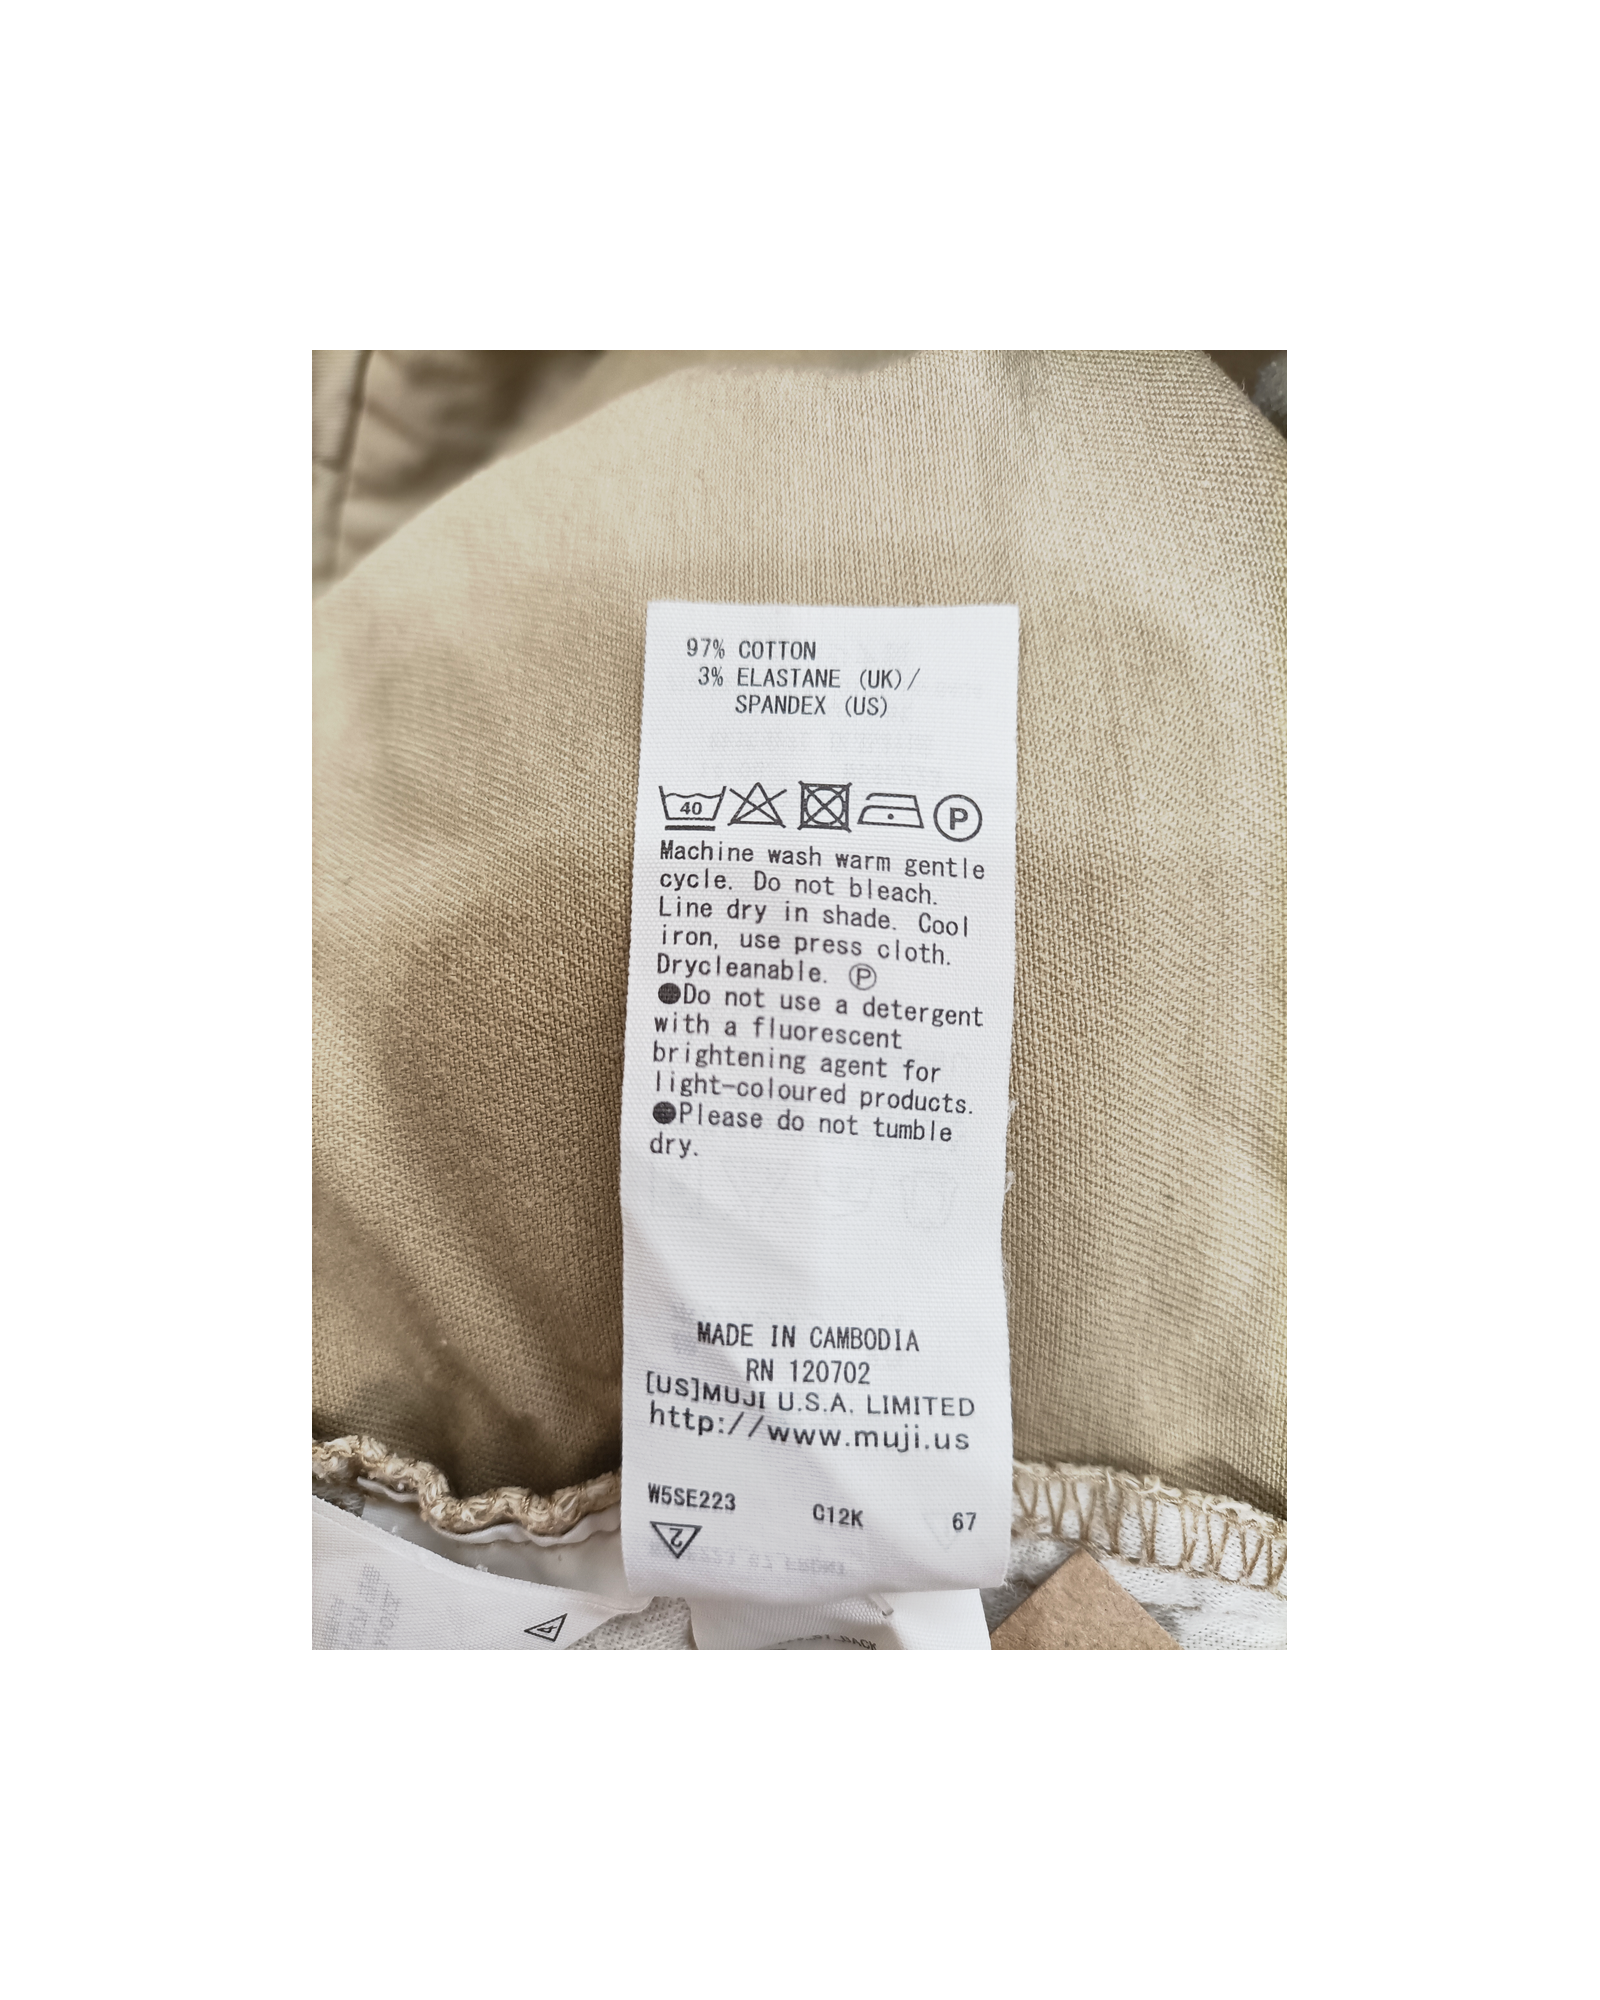 97% COTTON
3% ELASTANE (UK)/
SPANDEX (US)
40
P
Machine wash warm gentle
cycle. Do not bleach.
Line dry in shade. Cool
iron, use press cloth.
Drycleanable. Ⓟ
●Do not use a detergent
with a fluorescent
brightening agent for
light-coloured products.
●Please do not tumble
dry.
MADE IN CAMBODIA
RN 120702
[US]MUJI U.S.A. LIMITED
http://www.muji.us
W5SE223 C12K 67
2
4